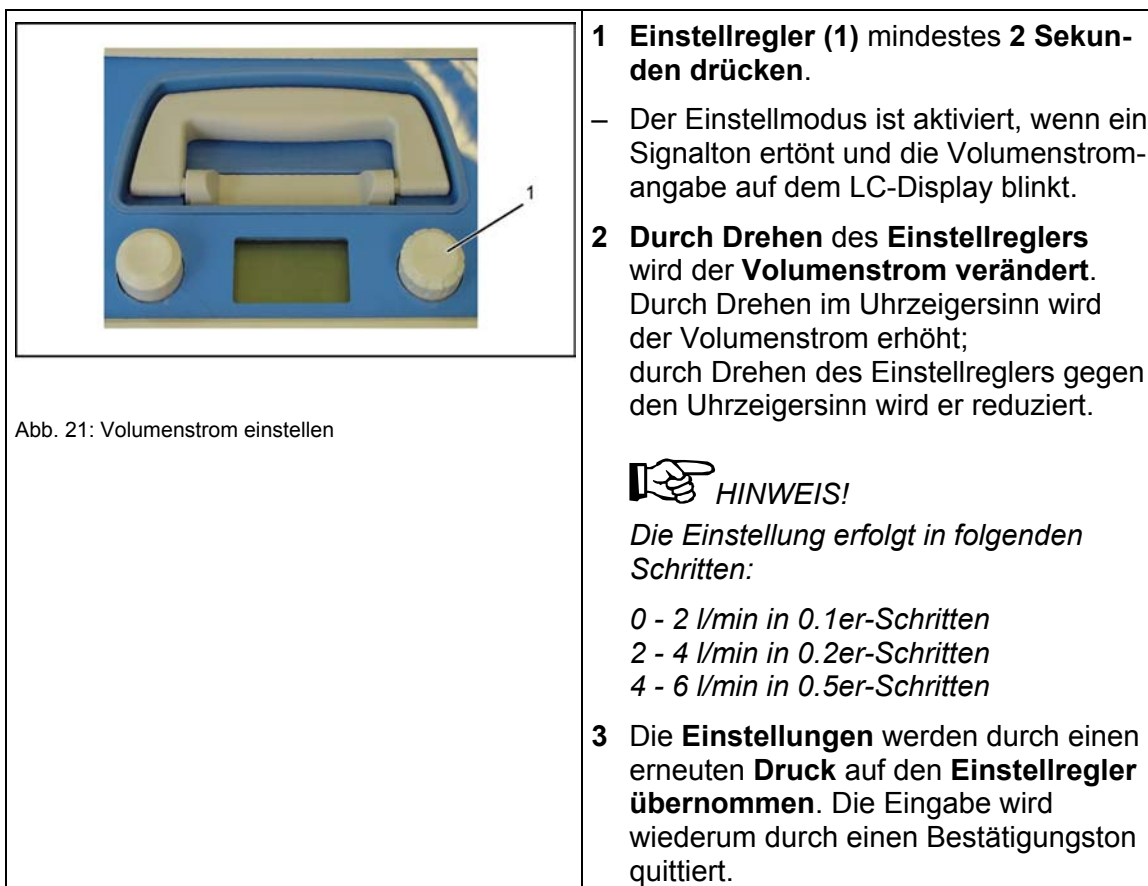 1
Abb. 21: Volumenstrom einstellen
1 Einstellregler (1) mindestes 2 Sekun-
den drücken.
– Der Einstellmodus ist aktiviert, wenn ein
Signalton ertönt und die Volumenstrom-
angabe auf dem LC-Display blinkt.
2 Durch Drehen des Einstellreglers
wird der Volumenstrom verändert.
Durch Drehen im Uhrzeigersinn wird
der Volumenstrom erhöht;
durch Drehen des Einstellreglers gegen
den Uhrzeigersinn wird er reduziert.
HINWEIS!
Die Einstellung erfolgt in folgenden
Schritten:
0 - 2 l/min in 0.1er-Schritten
2 - 4 l/min in 0.2er-Schritten
4 - 6 l/min in 0.5er-Schritten
3 Die Einstellungen werden durch einen
erneuten Druck auf den Einstellregler
übernommen. Die Eingabe wird
wiederum durch einen Bestätigungston
quittiert.